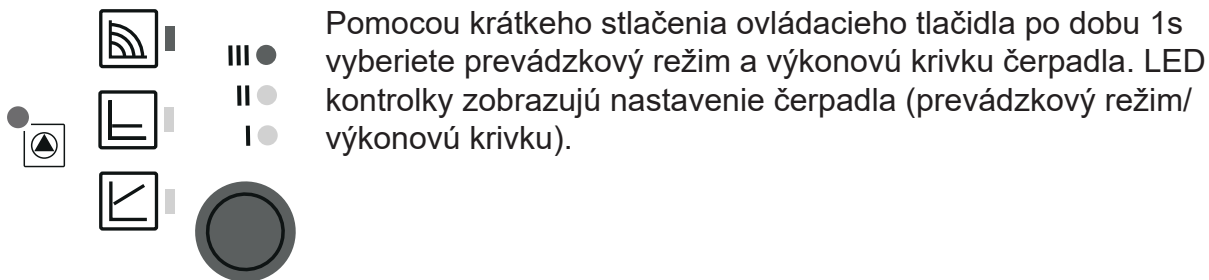 Pomocou krátkeho stlačenia ovládacieho tlačidla po dobu 1s
vyberiete prevádzkový režim a výkonovú krivku čerpadla. LED
kontrolky zobrazujú nastavenie čerpadla (prevádzkový režim/
výkonovú krivku).
III
II
I